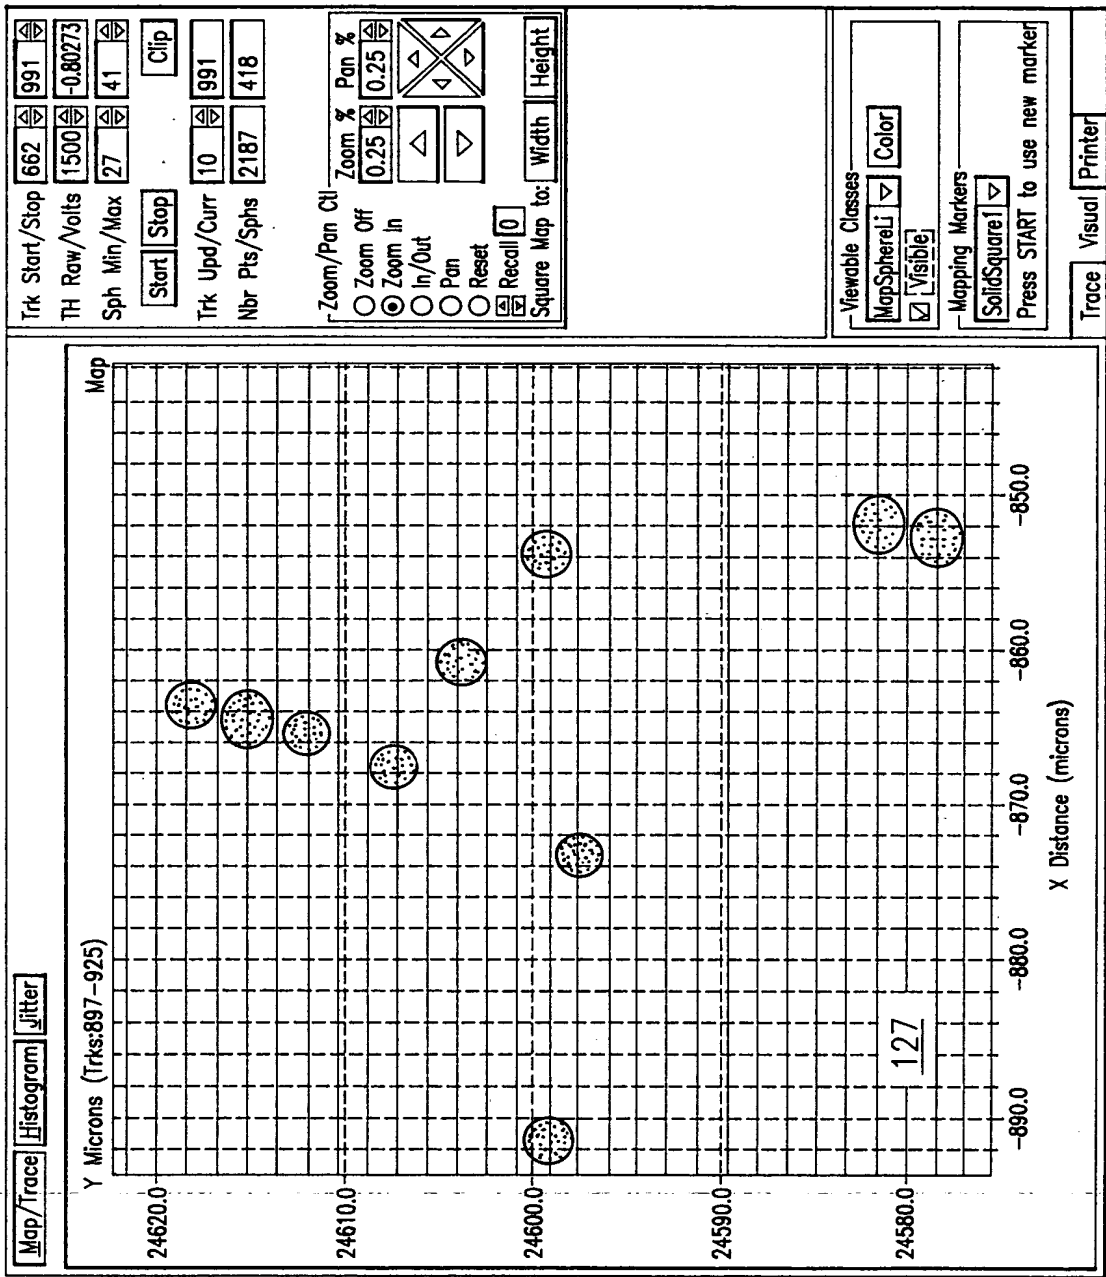 Map/Trace Histogram Jitter
Y Microns (Trks:897-925)
Map
24620.0
24610.0
24600.0
24590.0
24580.0
127
-890.0 -880.0 -870.0 -860.0 -850.0
X Distance (microns)
Trk Start/Stop 662 991
TH Raw/Volts 1500 -0.80273
Sph Min/Max 27 41
Start Stop Clip
Trk Upd/Curr 10 991
Nbr Pts/Sphs 2187 418
Zoom/Pan Ctl
Zoom % Pan %
0.25 0.25
Zoom Off
Zoom In
In/Out
Pan
Reset
Recall 0
Square Map to: Width Height
Viewable Classes
MapSphereLi Color
Visible
Mapping Markers
SolidSquare1
Press START to use new marker
Trace Visual Printer